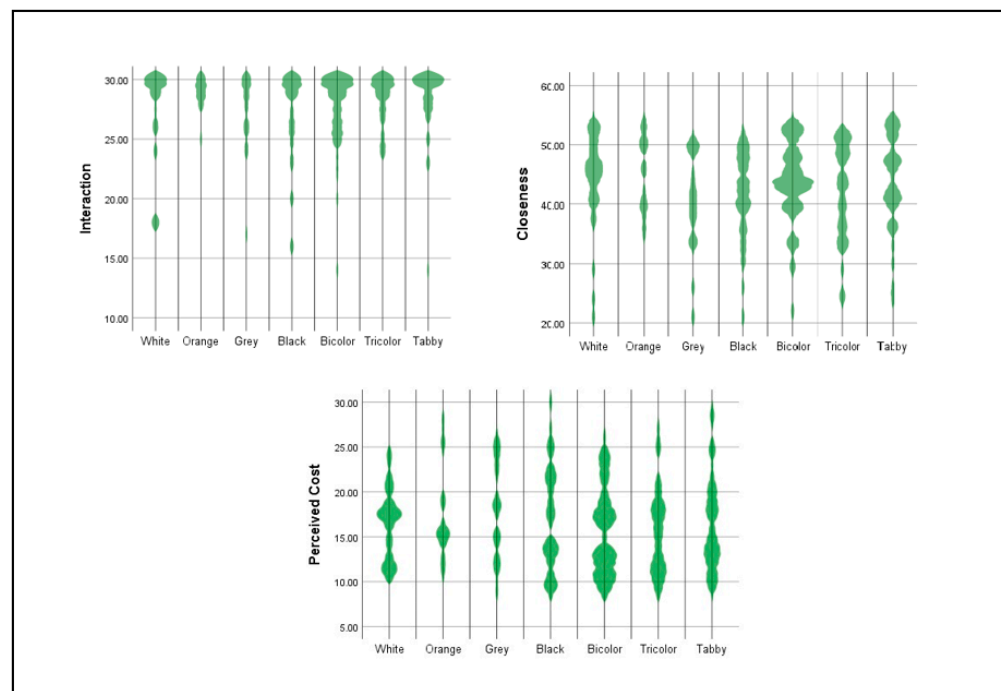 Interaction
30.00
25.00
20.00
15.00
10.00
White Orange Grey Black Bicolor Tricolor Tabby
Closeness
60.00
50.00
40.00
30.00
20.00
White Orange Grey Black Bicolor Tricolor Tabby
Perceived Cost
30.00
25.00
20.00
15.00
10.00
5.00
White Orange Grey Black Bicolor Tricolor Tabby